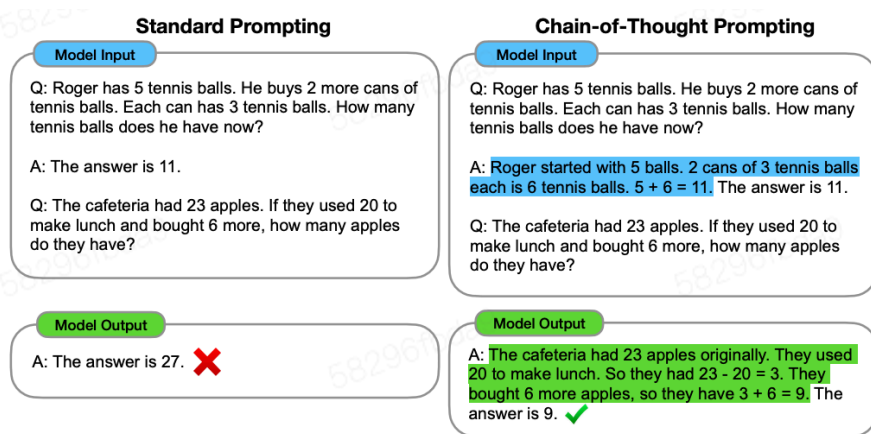 Standard Prompting
Model Input
Q: Roger has 5 tennis balls. He buys 2 more cans of
tennis balls. Each can has 3 tennis balls. How many
tennis balls does he have now?
A: The answer is 11.
Q: The cafeteria had 23 apples. If they used 20 to
make lunch and bought 6 more, how many apples
do they have?
Model Output
A: The answer is 27.
Chain-of-Thought Prompting
Model Input
Q: Roger has 5 tennis balls. He buys 2 more cans of
tennis balls. Each can has 3 tennis balls. How many
tennis balls does he have now?
A: Roger started with 5 balls. 2 cans of 3 tennis balls
each is 6 tennis balls. 5 + 6 = 11. The answer is 11.
Q: The cafeteria had 23 apples. If they used 20 to
make lunch and bought 6 more, how many apples
do they have?
Model Output
A: The cafeteria had 23 apples originally. They used
20 to make lunch. So they had 23 - 20 = 3. They
bought 6 more apples, so they have 3 + 6 = 9. The
answer is 9.